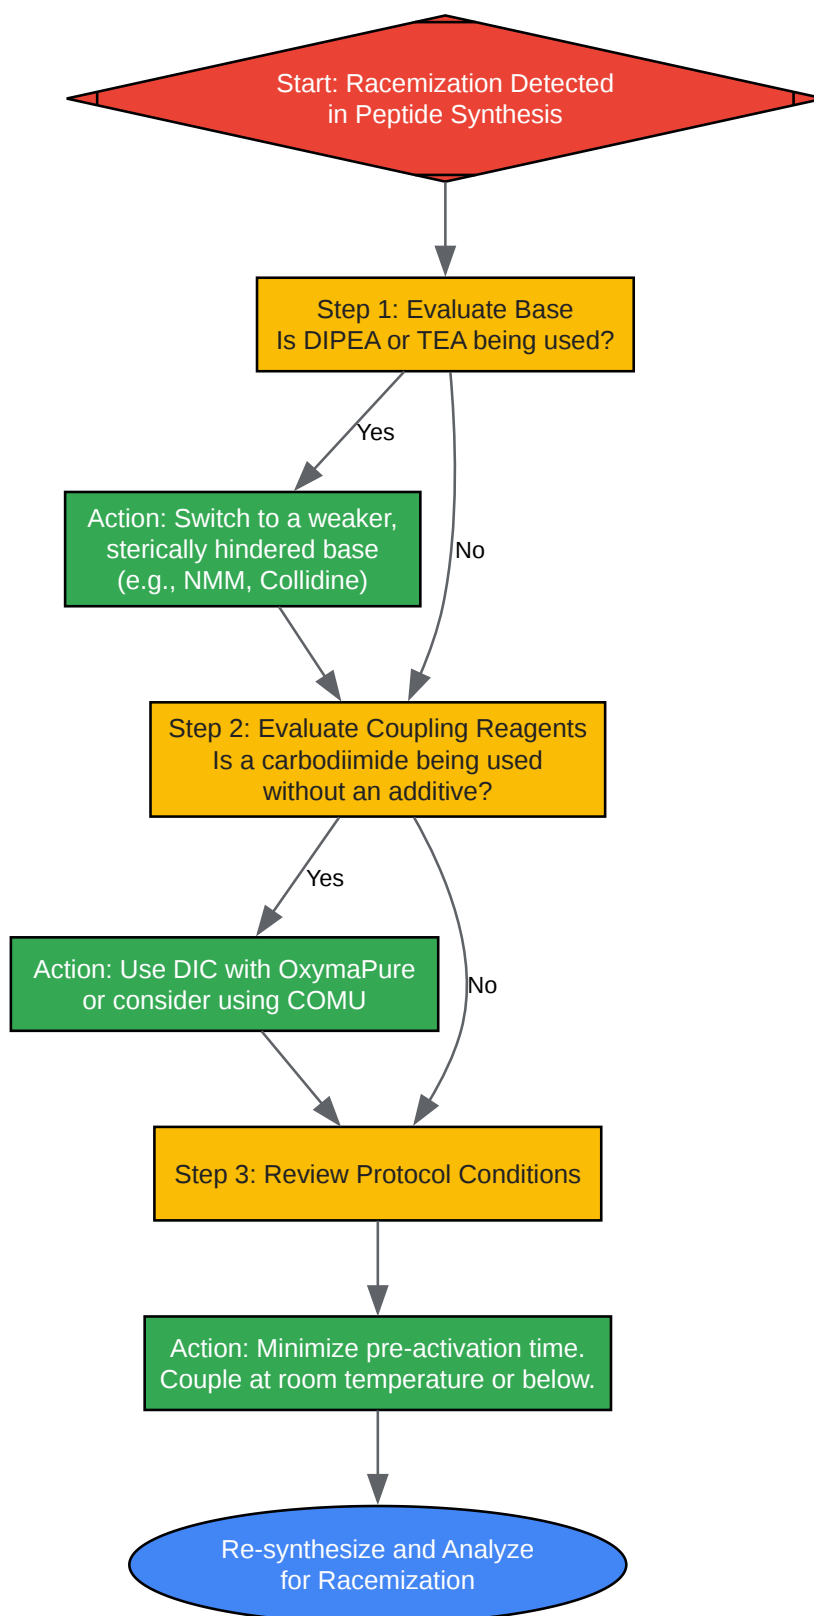 Start: Racemization Detected
in Peptide Synthesis
Step 1: Evaluate Base
Is DIPEA or TEA being used?
Yes
Action: Switch to a weaker,
sterically hindered base
(e.g., NMM, Collidine)
No
Step 2: Evaluate Coupling Reagents
Is a carbodiimide being used
without an additive?
Yes
Action: Use DIC with OxymaPure
or consider using COMU
No
Step 3: Review Protocol Conditions
Action: Minimize pre-activation time.
Couple at room temperature or below.
Re-synthesize and Analyze
for Racemization